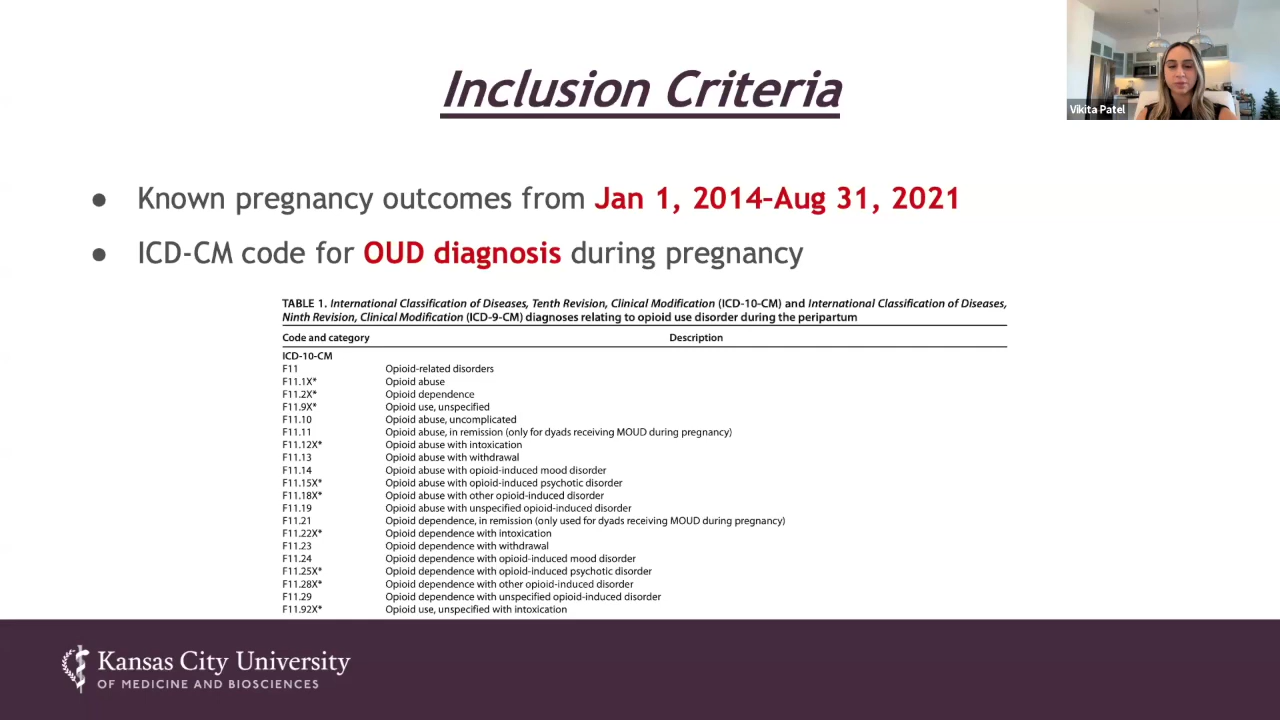 Inclusion Criteria
Vikita Patel
● Known pregnancy outcomes from Jan 1, 2014–Aug 31, 2021
● ICD-CM code for OUD diagnosis during pregnancy
TABLE 1. International Classification of Diseases, Tenth Revision, Clinical Modification (ICD-10-CM) and International Classification of Diseases,
Ninth Revision, Clinical Modification (ICD-9-CM) diagnoses relating to opioid use disorder during the peripartum
Code and category Description
ICD-10-CM
F11 Opioid-related disorders
F11.1X* Opioid abuse
F11.2X* Opioid dependence
F11.9X* Opioid use, unspecified
F11.10 Opioid abuse, uncomplicated
F11.11 Opioid abuse, in remission (only for dyads receiving MOUD during pregnancy)
F11.12X* Opioid abuse with intoxication
F11.13 Opioid abuse with withdrawal
F11.14 Opioid abuse with opioid-induced mood disorder
F11.15X* Opioid abuse with opioid-induced psychotic disorder
F11.18X* Opioid abuse with other opioid-induced disorder
F11.19 Opioid abuse with unspecified opioid-induced disorder
F11.21 Opioid dependence, in remission (only used for dyads receiving MOUD during pregnancy)
F11.22X* Opioid dependence with intoxication
F11.23 Opioid dependence with withdrawal
F11.24 Opioid dependence with opioid-induced mood disorder
F11.25X* Opioid dependence with opioid-induced psychotic disorder
F11.28X* Opioid dependence with other opioid-induced disorder
F11.29 Opioid dependence with unspecified opioid-induced disorder
F11.92X* Opioid use, unspecified with intoxication
Kansas City University
OF MEDICINE AND BIOSCIENCES